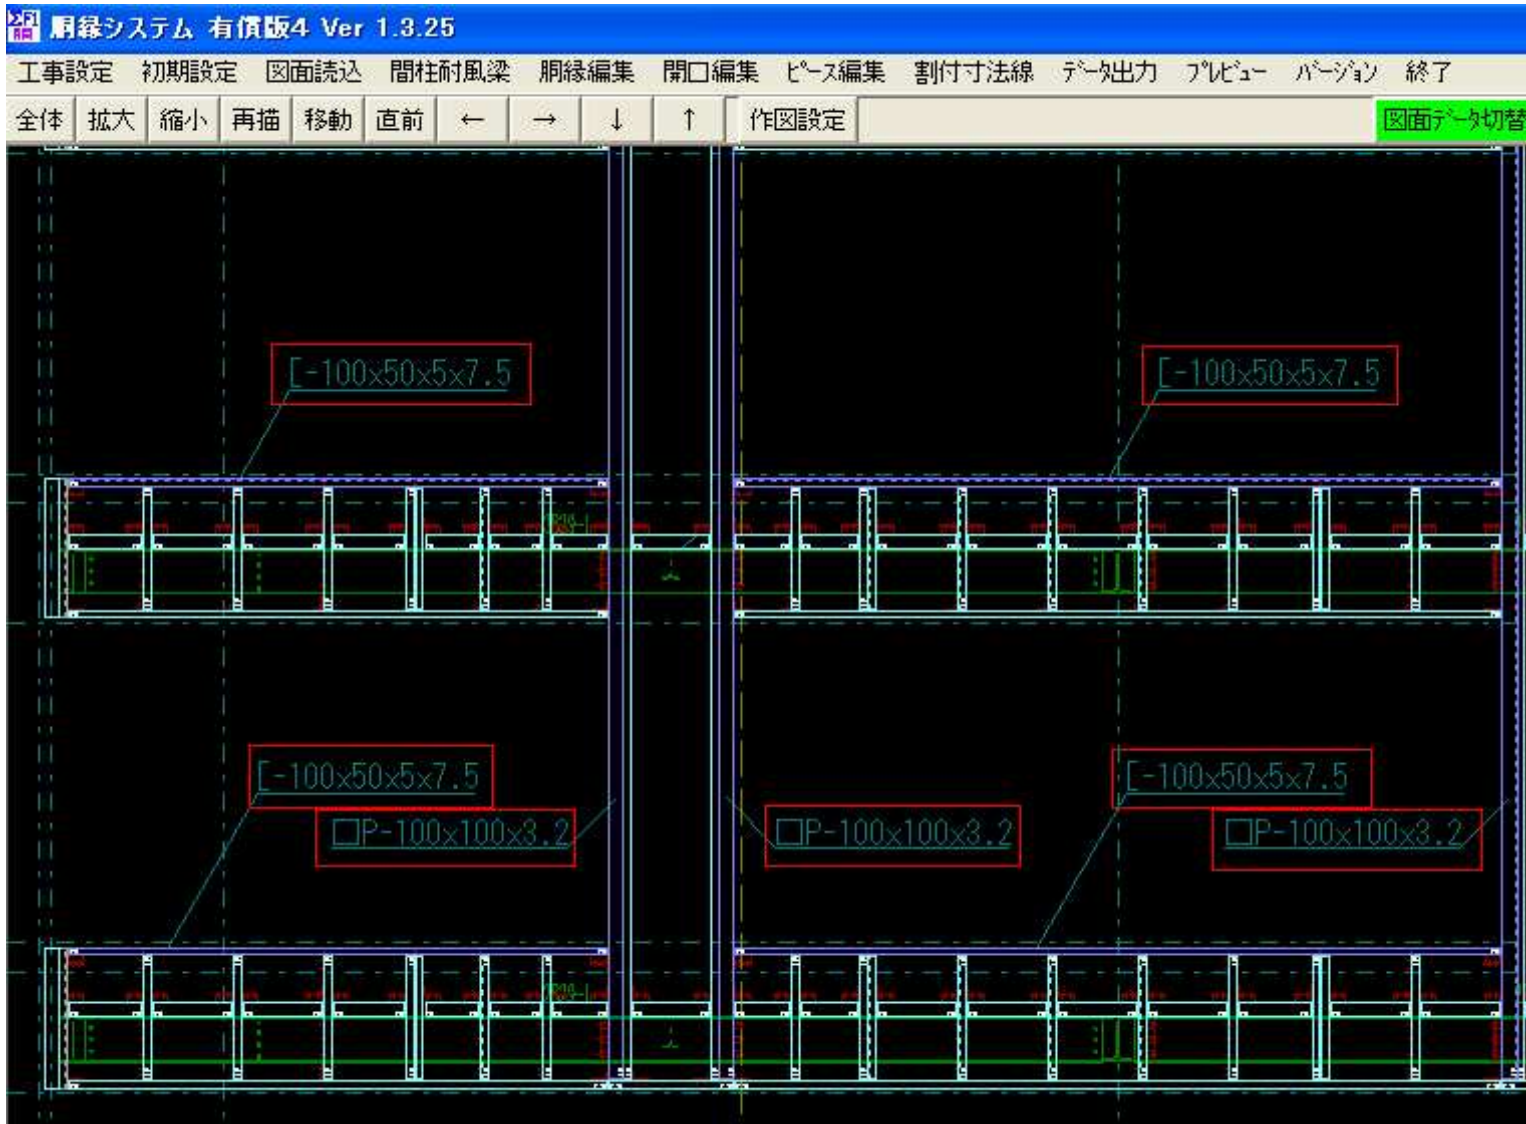 胴縁システム 有償版4 Ver 1.3.25
工事設定 初期設定 図面読込 間柱耐風梁 胴縁編集 開口編集 ピース編集 割付寸法線 データ出力 プレビュー バージョン 終了
全体 拡大 縮小 再描 移動 直前 ← → ↓ ↑ 作図設定 図面データ切替
[-100x50x5x7.5 [-100x50x5x7.5
[-100x50x5x7.5 [-100x50x5x7.5
□P-100x100x3.2 □P-100x100x3.2 □P-100x100x3.2